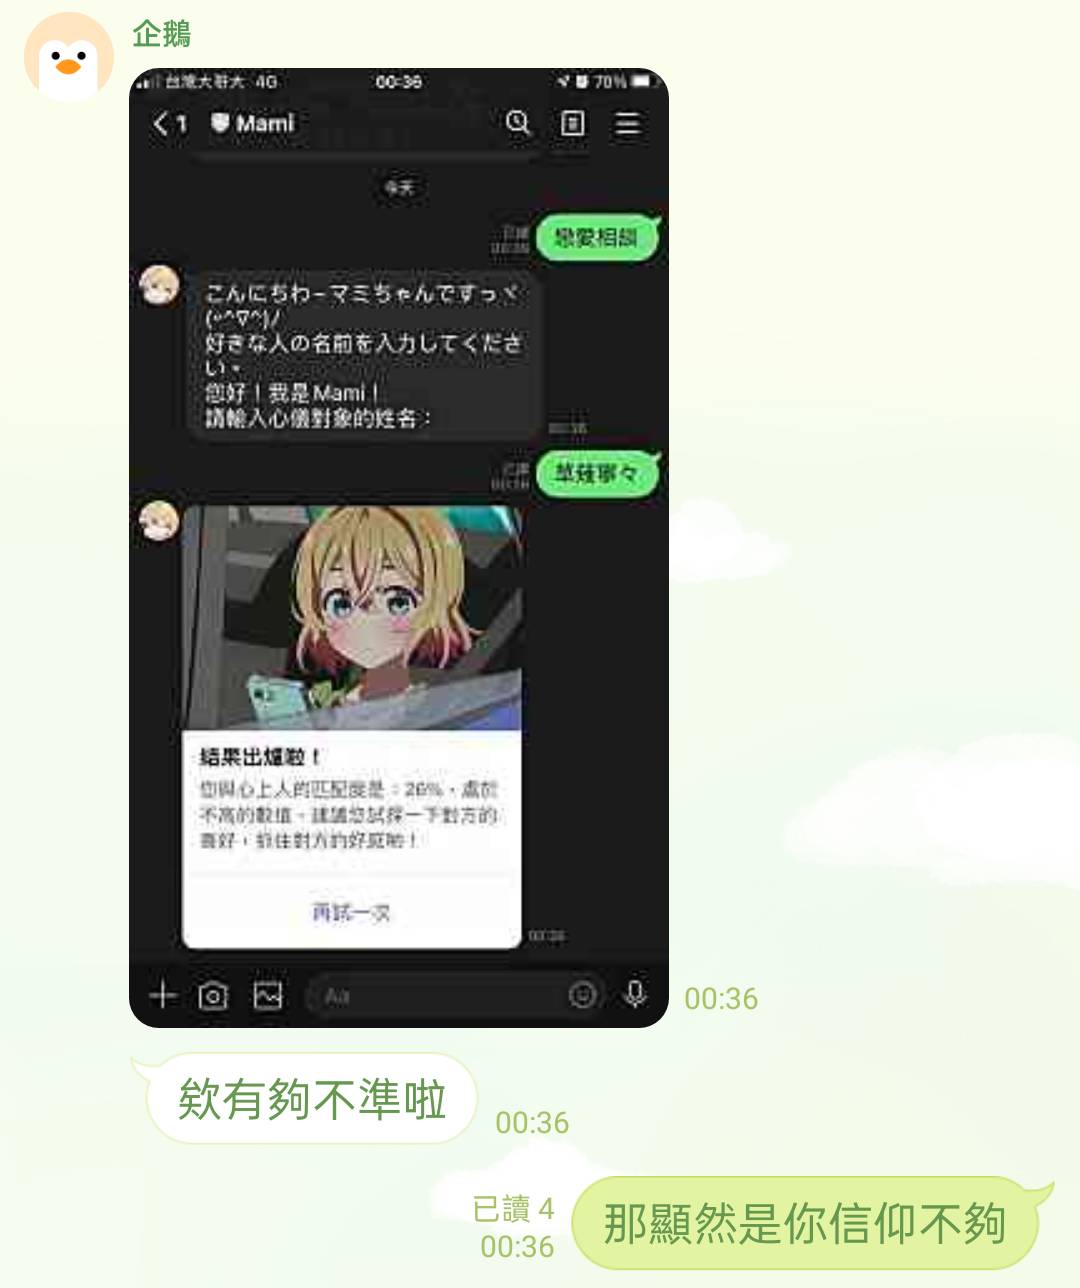 企鵝
台灣大哥大 4G
00:36
70%
1
Mami
今天
戀愛相談
已讀
00:36
こんにちわ~マミちゃんですっヾ
(*^∇^)ﾉ
好きな人の名前を入力してくださ
い。
您好！我是Mami！
請輸入心儀對象的姓名：
00:36
已讀
00:36
草薙寧々
結果出爐啦！
您與心上人的匹配度是：26%，處於
不高的數值。建議您試探一下對方的
喜好，抓住對方的好感喲！
再試一次
00:36
Aa
00:36
欸有夠不準啦
00:36
已讀 4
00:36
那顯然是你信仰不夠